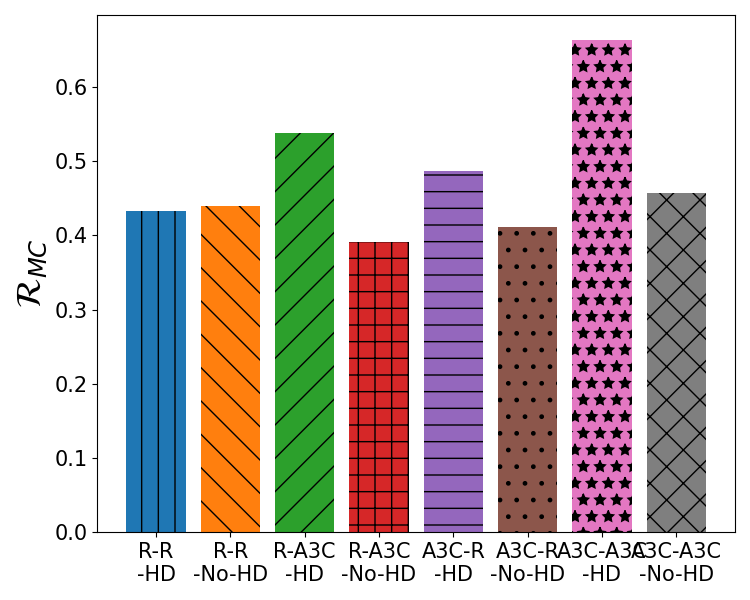 0.6
0.5
0.4
0.3
0.2
0.1
0.0
ℛMC
R-R
-HD
R-R
-No-HD
R-A3C
-HD
R-A3C
-No-HD
A3C-R
-HD
A3C-R
-No-HD
A3C-A3C
-HD
A3C-A3C
-No-HD